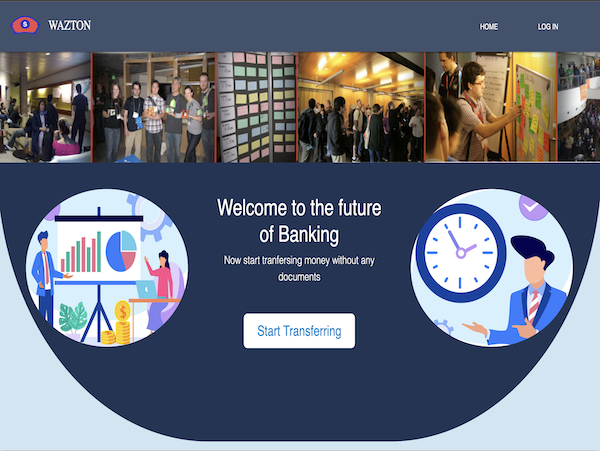 WAZTON
HOME
LOG IN
Welcome to the future
of Banking
Now start tranfersing money without any
documents
Start Transferring